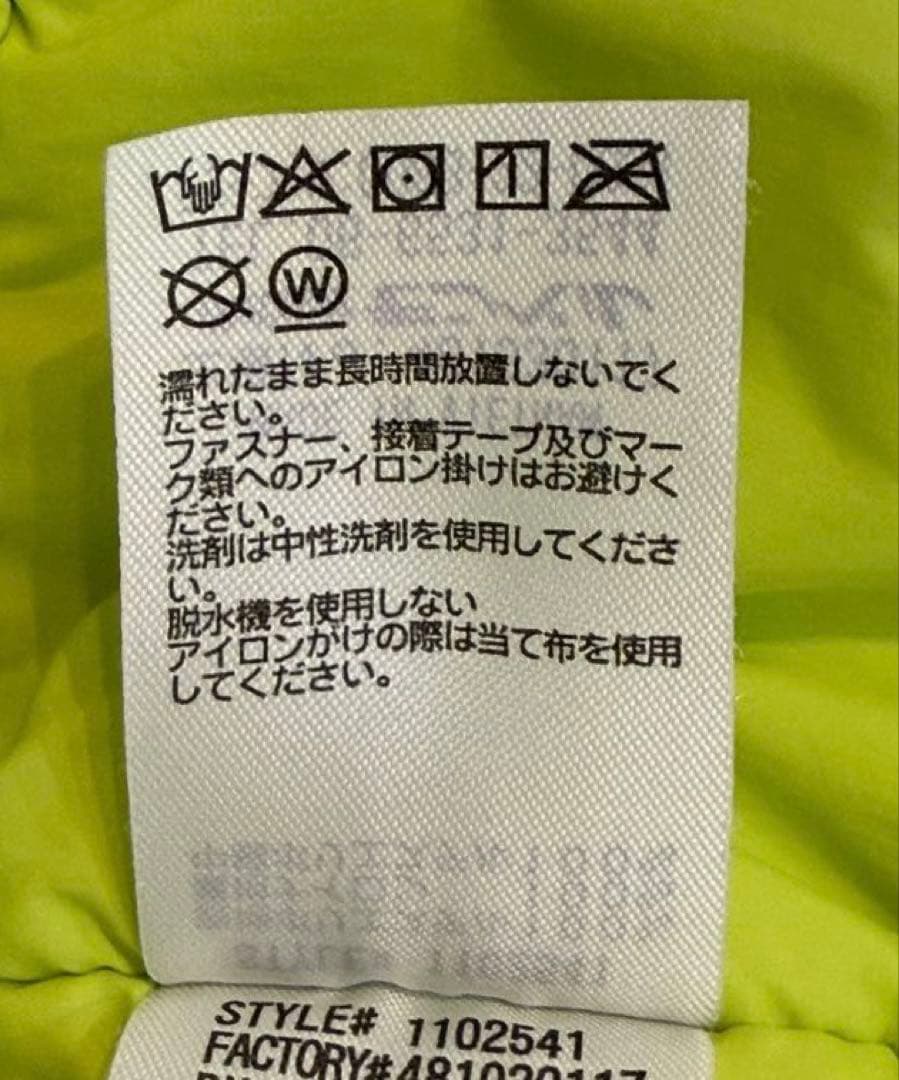 W
濡れたまま長時間放置しないでく
ださい。
ファスナー、接着テープ及びマー
ク類へのアイロン掛けはお避けく
ださい。
洗剤は中性洗剤を使用してくださ
い。
脱水機を使用しない
アイロンがけの際は当て布を使用
してください。
STYLE# 1102541
FACTORY#481020117